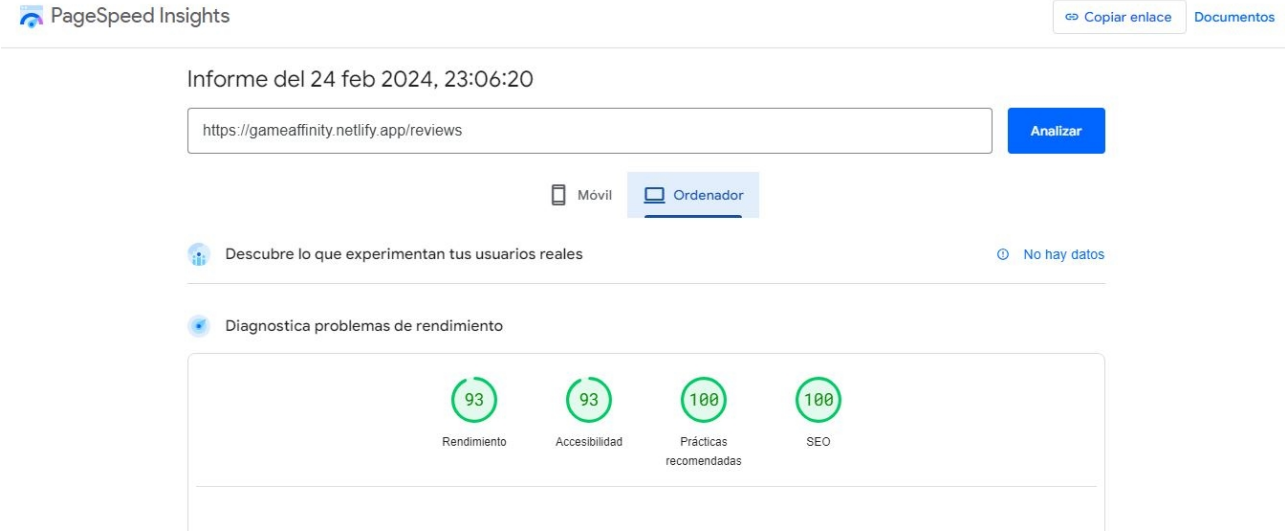 PageSpeed Insights
Copiar enlace
Documentos
Informe del 24 feb 2024, 23:06:20
https://gameaffinity.netlify.app/reviews
Analizar
Móvil
Ordenador
Descubre lo que experimentan tus usuarios reales
No hay datos
Diagnostica problemas de rendimiento
93
93
100
100
Rendimiento
Accesibilidad
Prácticas
recomendadas
SEO